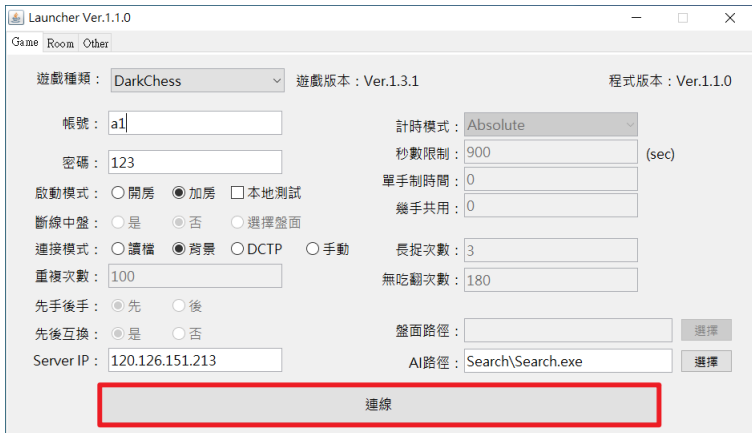 Launcher Ver.1.1.0
Game Room Other
遊戲種類： DarkChess 遊戲版本：Ver.1.3.1 程式版本：Ver.1.1.0
帳號： a1 計時模式： Absolute
秒數限制： 900 (sec)
密碼： 123
單手制時間： 0
啟動模式： 開房 加房 本地測試
幾手共用： 0
斷線中盤： 是 否 選擇盤面
連接模式： 讀檔 背景 DCTP 手動 長捉次數： 3
重複次數： 100 無吃翻次數： 180
先手後手： 先 後
先後互換： 是 否 盤面路徑： 選擇
Server IP： 120.126.151.213 AI路徑： Search\Search.exe 選擇
連線